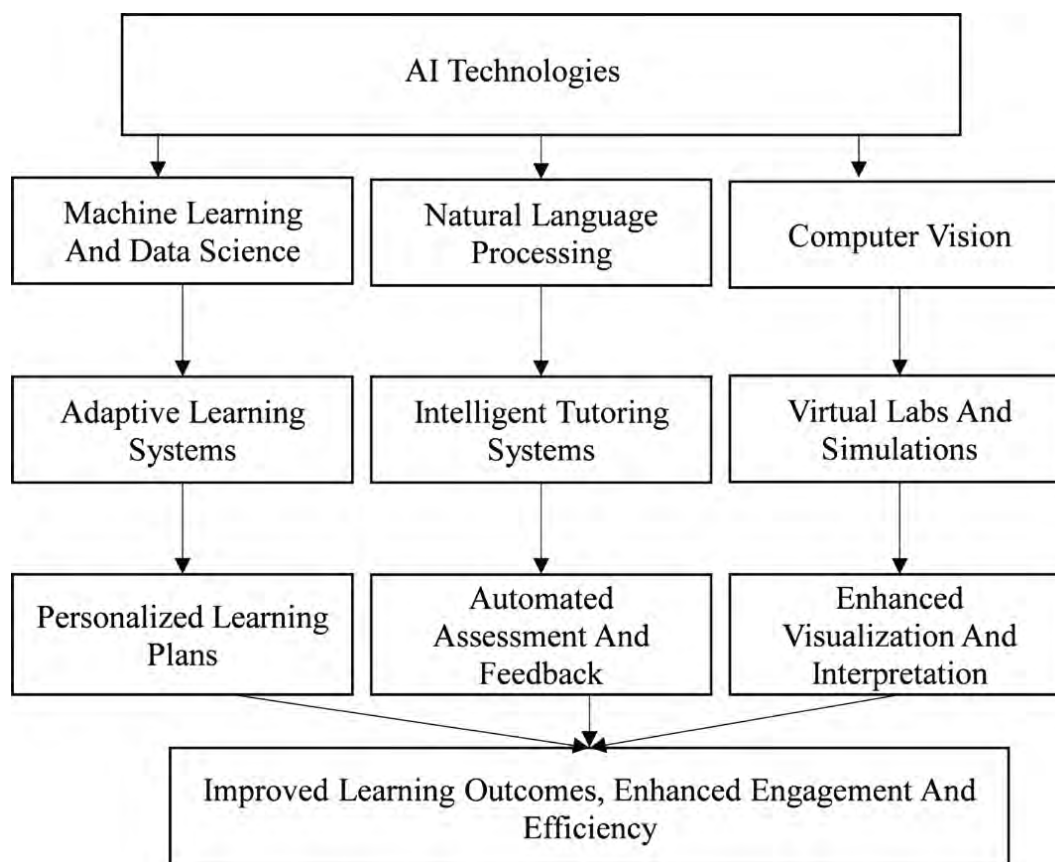 AI Technologies
Machine Learning
And Data Science
Natural Language
Processing
Computer Vision
Adaptive Learning
Systems
Intelligent Tutoring
Systems
Virtual Labs And
Simulations
Personalized Learning
Plans
Automated
Assessment And
Feedback
Enhanced
Visualization And
Interpretation
Improved Learning Outcomes, Enhanced Engagement And
Efficiency